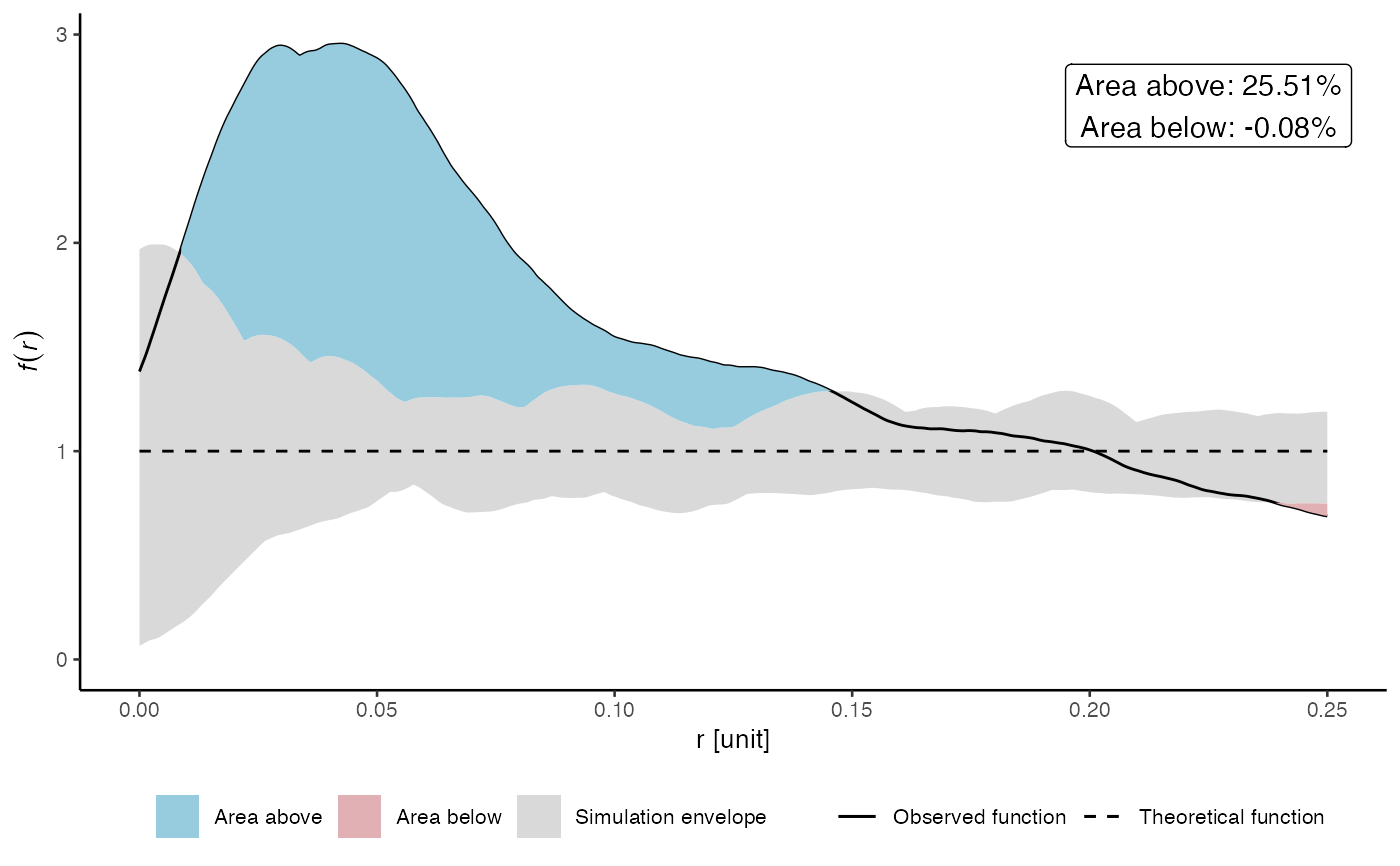 3
Area above: 25.51%
Area below: -0.08%
2
f(r)
1
0
0.00 0.05 0.10 0.15 0.20 0.25
r [unit]
Area above Area below Simulation envelope Observed function Theoretical function